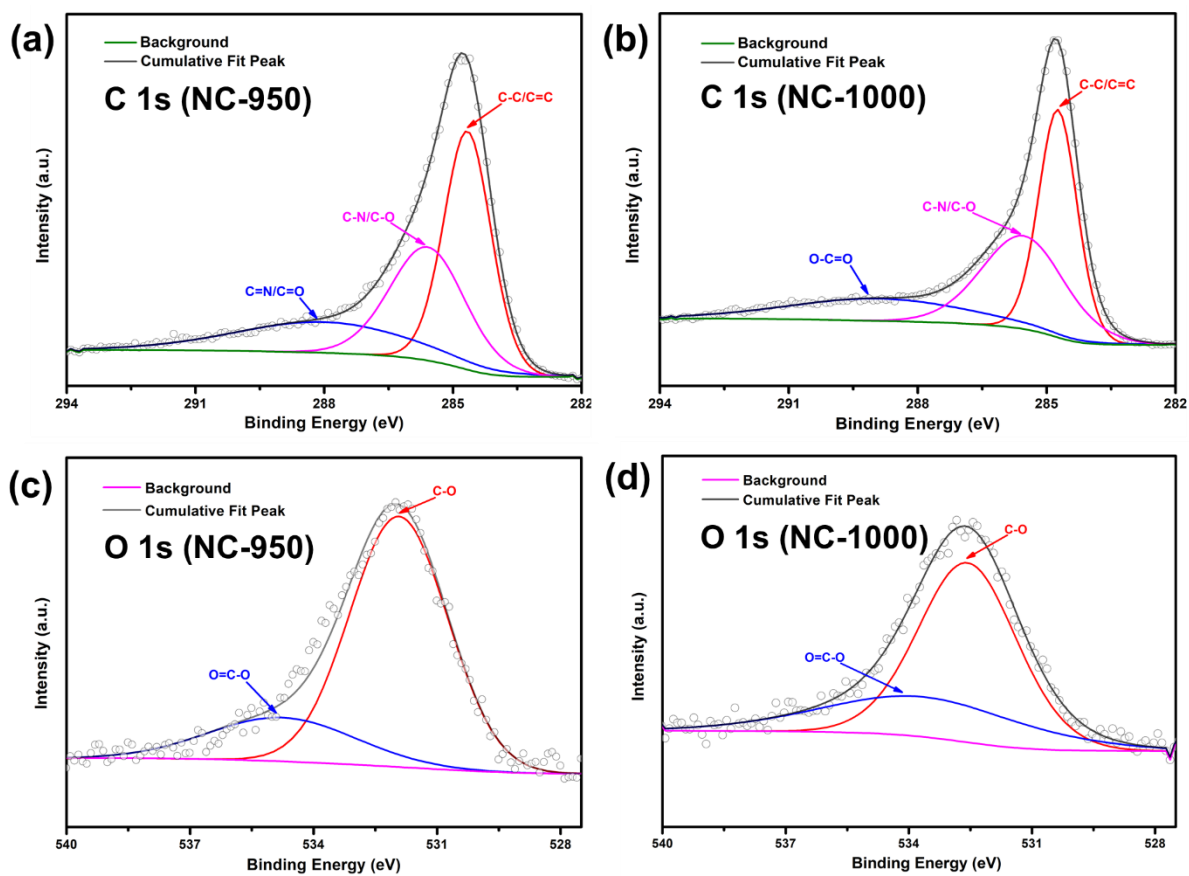 (a)
Background
Cumulative Fit Peak
C 1s (NC-950)
C-C/C=C
C-N/C-O
C=N/C=O
Intensity (a.u.)
294 291 288 285 282
Binding Energy (eV)
(b)
Background
Cumulative Fit Peak
C 1s (NC-1000)
C-C/C=C
C-N/C-O
O-C=O
Intensity (a.u.)
294 291 288 285 282
Binding Energy (eV)
(c)
Background
Cumulative Fit Peak
O 1s (NC-950)
C-O
O=C-O
Intensity (a.u.)
540 537 534 531 528
Binding Energy (eV)
(d)
Background
Cumulative Fit Peak
O 1s (NC-1000)
C-O
O=C-O
Intensity (a.u.)
540 537 534 531 528
Binding Energy (eV)